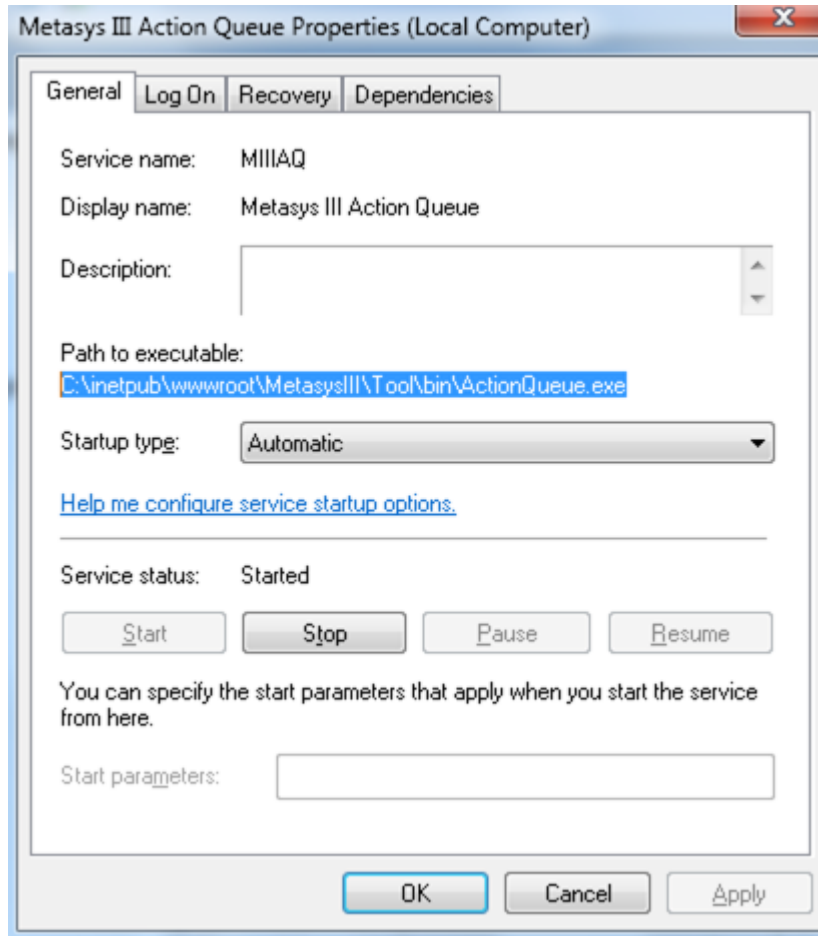 Metasys III Action Queue Properties (Local Computer)
General Log On Recovery Dependencies
Service name: MIIIAQ
Display name: Metasys III Action Queue
Description:
Path to executable:
C:\inetpub\wwwroot\MetasysIII\Tool\bin\ActionQueue.exe
Startup type: Automatic
Help me configure service startup options.
Service status: Started
Start Stop Pause Resume
You can specify the start parameters that apply when you start the service
from here.
Start parameters:
OK Cancel Apply